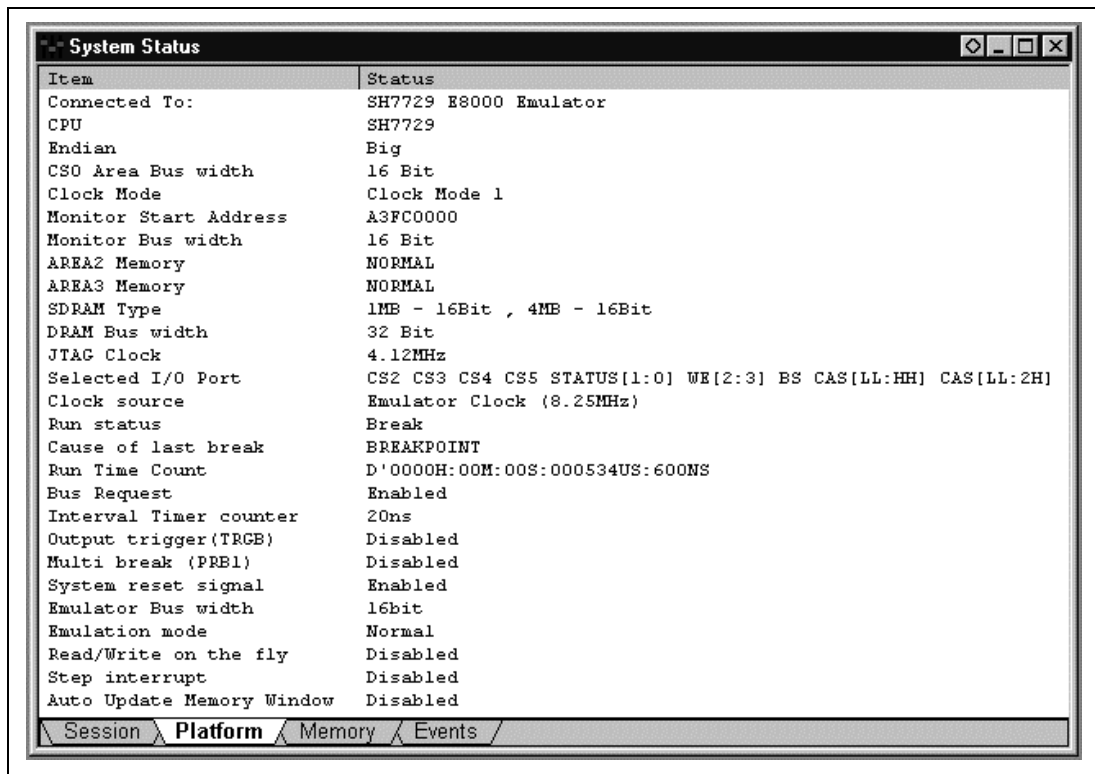 System Status
Item Status
Connected To: SH7729 E8000 Emulator
CPU SH7729
Endian Big
CS0 Area Bus width 16 Bit
Clock Mode Clock Mode 1
Monitor Start Address A3FC0000
Monitor Bus width 16 Bit
AREA2 Memory NORMAL
AREA3 Memory NORMAL
SDRAM Type 1MB - 16Bit , 4MB - 16Bit
DRAM Bus width 32 Bit
JTAG Clock 4.12MHz
Selected I/O Port CS2 CS3 CS4 CS5 STATUS[1:0] WE[2:3] BS CAS[LL:HH] CAS[LL:2H]
Clock source Emulator Clock (8.25MHz)
Run status Break
Cause of last break BREAKPOINT
Run Time Count D'0000H:00M:00S:000534US:600NS
Bus Request Enabled
Interval Timer counter 20ns
Output trigger(TRGB) Disabled
Multi break (PRB1) Disabled
System reset signal Enabled
Emulator Bus width 16bit
Emulation mode Normal
Read/Write on the fly Disabled
Step interrupt Disabled
Auto Update Memory Window Disabled
Session Platform Memory Events